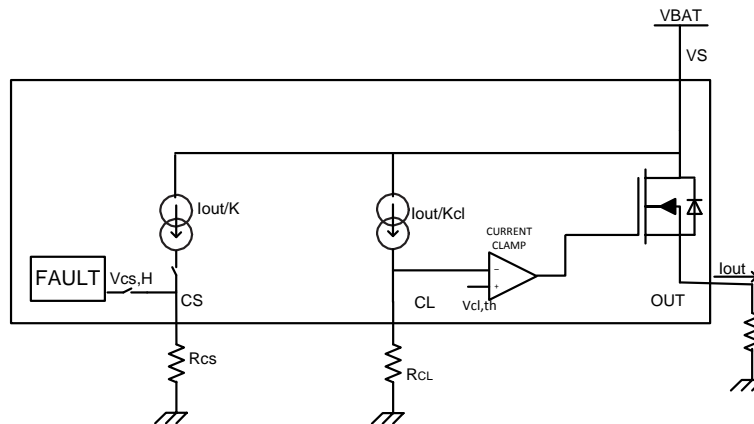 VBAT
VS
Iout/K
Iout/Kcl
CURRENT
CLAMP
FAULT
Vcs,H
CS
CL
−
+
Vcl,th
OUT
Iout
Rcs
RCL